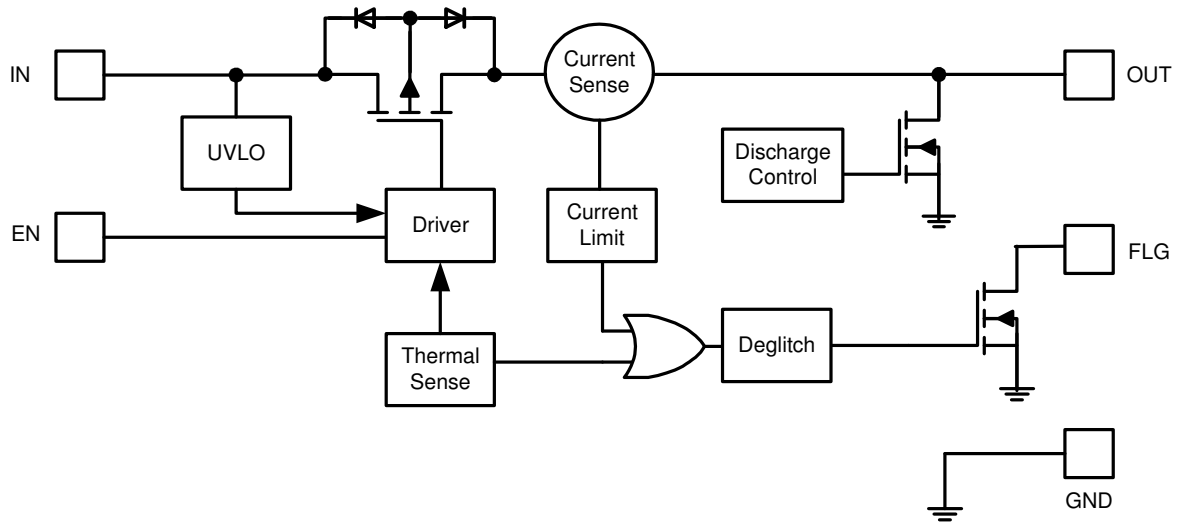 IN
Current
Sense
OUT
UVLO
Discharge
Control
EN
Driver
Current
Limit
FLG
Thermal
Sense
Deglitch
GND